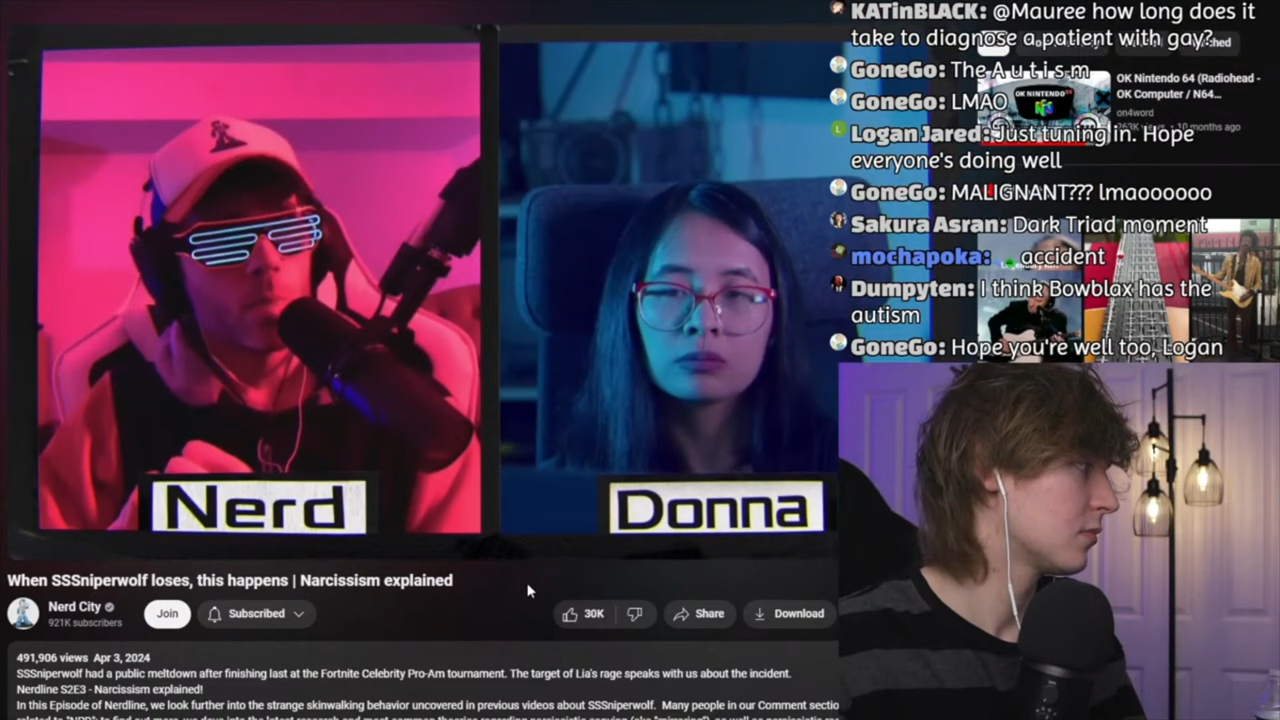 KATinBLACK: @Mauree how long does it
take to diagnose a patient with gay?
GoneGo: The A u t i s m
GoneGo: LMAO
Logan Jared: Just tuning in. Hope
everyone's doing well
GoneGo: MALIGNANT??? lmaoooooo
Sakura Asran: Dark Triad moment
mochapoka: accident
Dumpyten: I think Bowblax has the
autism
GoneGo: Hope you're well too, Logan
OK Nintendo 64 (Radiohead -
OK Computer / N64...
on4word
10 months ago
OK NINTENDO
Nerd
Donna
When SSSniperwolf loses, this happens | Narcissism explained
Nerd City
921K subscribers
Join
Subscribed
30K
Share
Download
491,906 views Apr 3, 2024
SSSniperwolf had a public meltdown after finishing last at the Fortnite Celebrity Pro-Am tournament. The target of Lia's rage speaks with us about the incident.
Nerdline S2E3 - Narcissism explained!
In this Episode of Nerdline, we look further into the strange skinwalking behavior uncovered in previous videos about SSSniperwolf. Many people in our Comment sectio